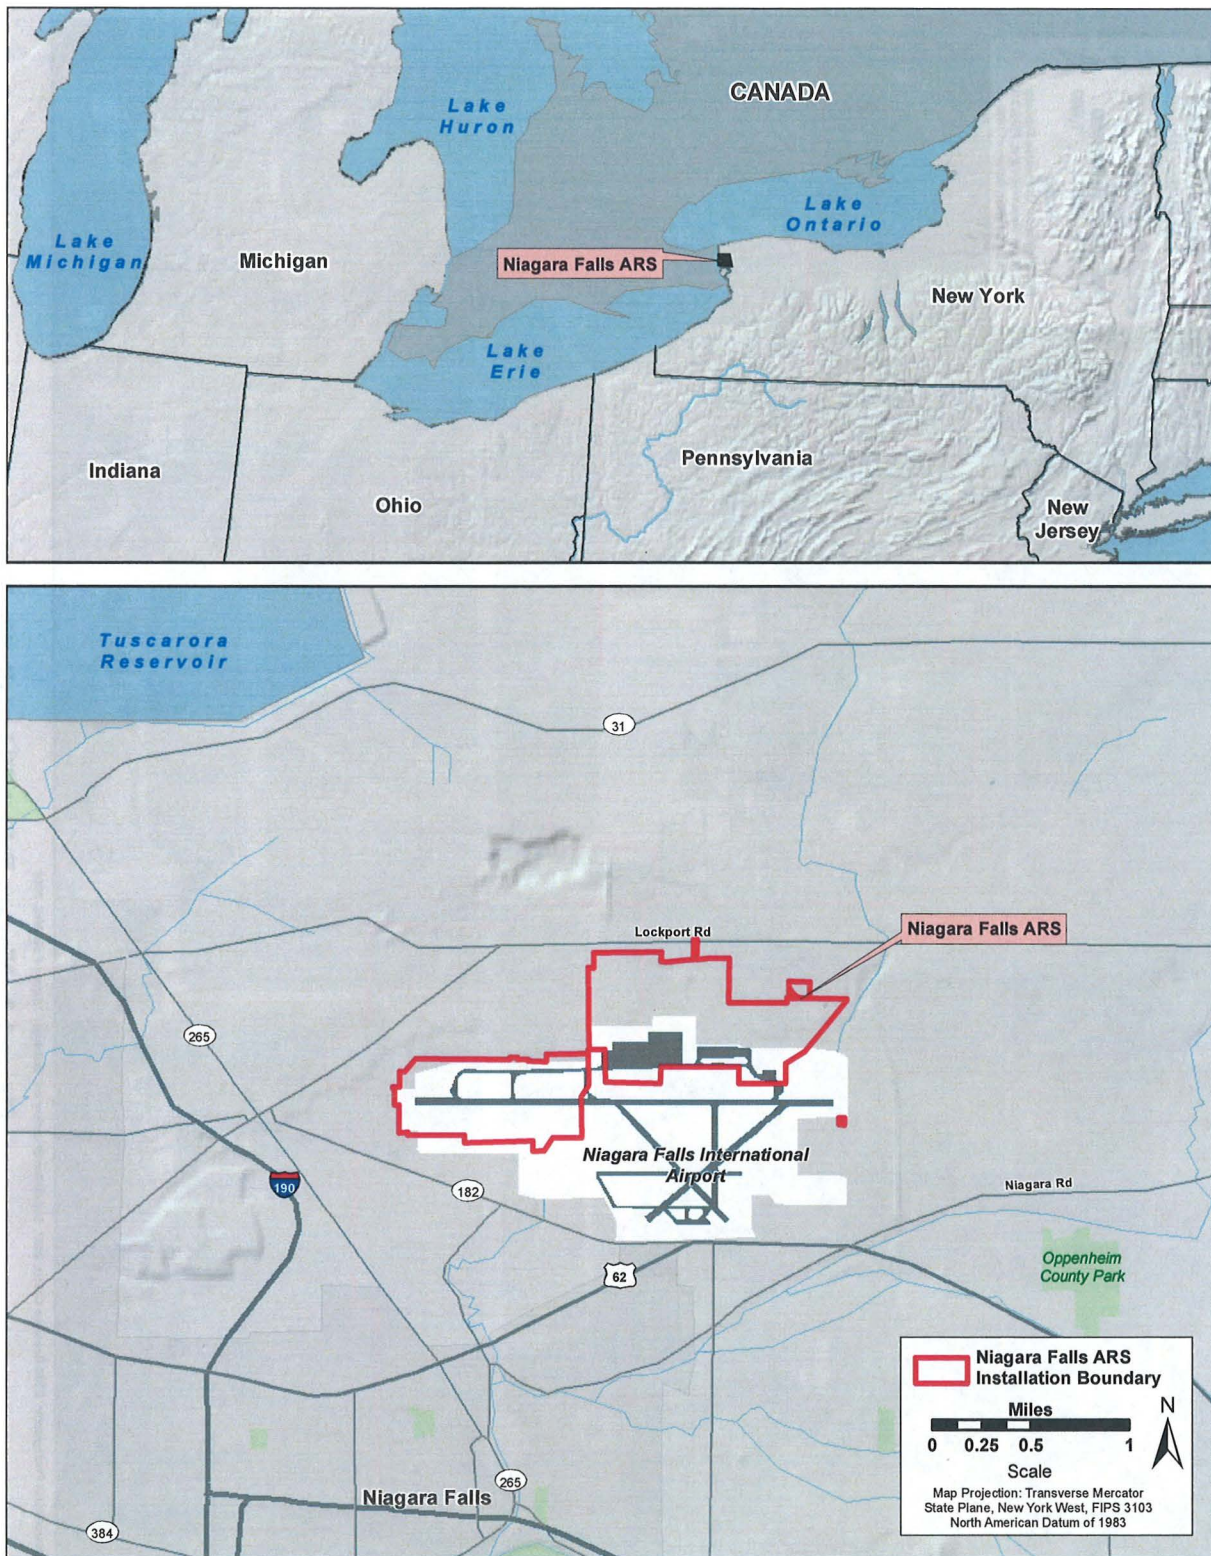 CANADA
Lake
Huron
Lake
Ontario
Lake
Michigan
Michigan
Niagara Falls ARS
New York
Lake
Erie
Indiana
Ohio
Pennsylvania
New
Jersey
Tuscarora
Reservoir
31
Lockport Rd
Niagara Falls ARS
265
Niagara Falls International
Airport
190
182
Niagara Rd
62
Oppenheim
County Park
Niagara Falls ARS
Installation Boundary
Miles
N
0 0.25 0.5 1
Scale
Map Projection: Transverse Mercator
State Plane, New York West, FIPS 3103
North American Datum of 1983
265
Niagara Falls
384